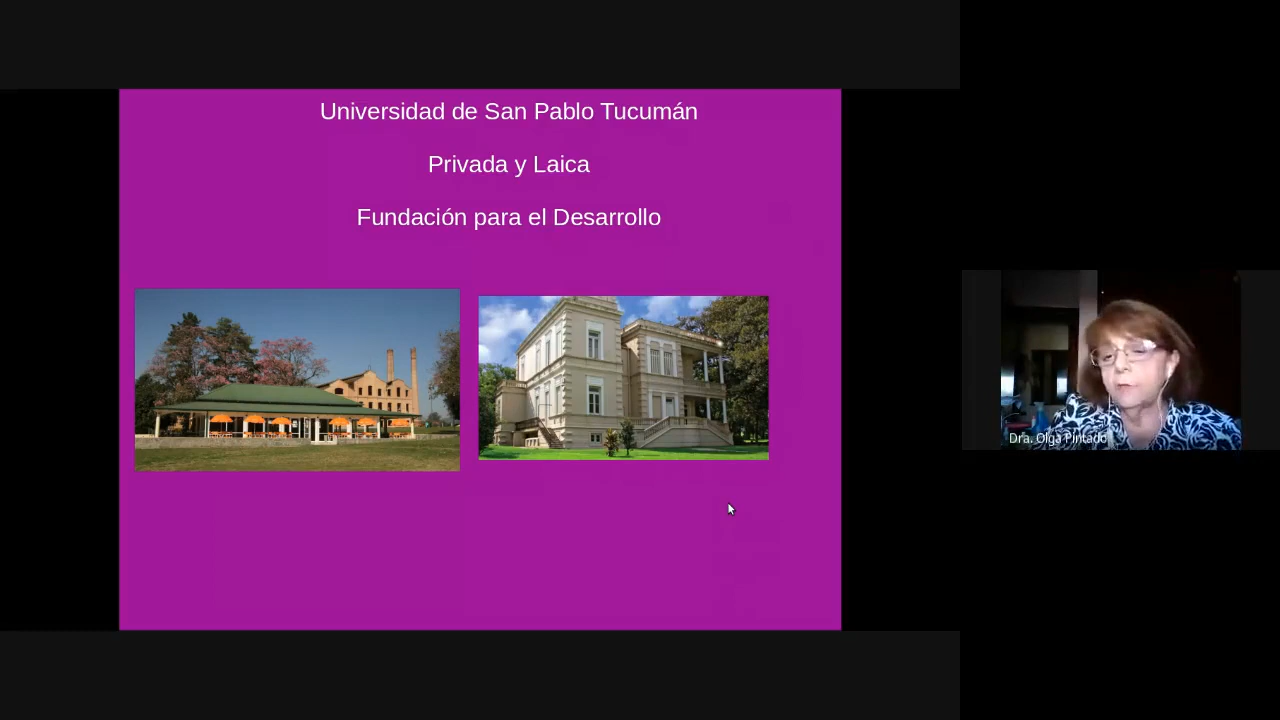 Universidad de San Pablo Tucumán
Privada y Laica
Fundación para el Desarrollo
Dra. Olga Pintado